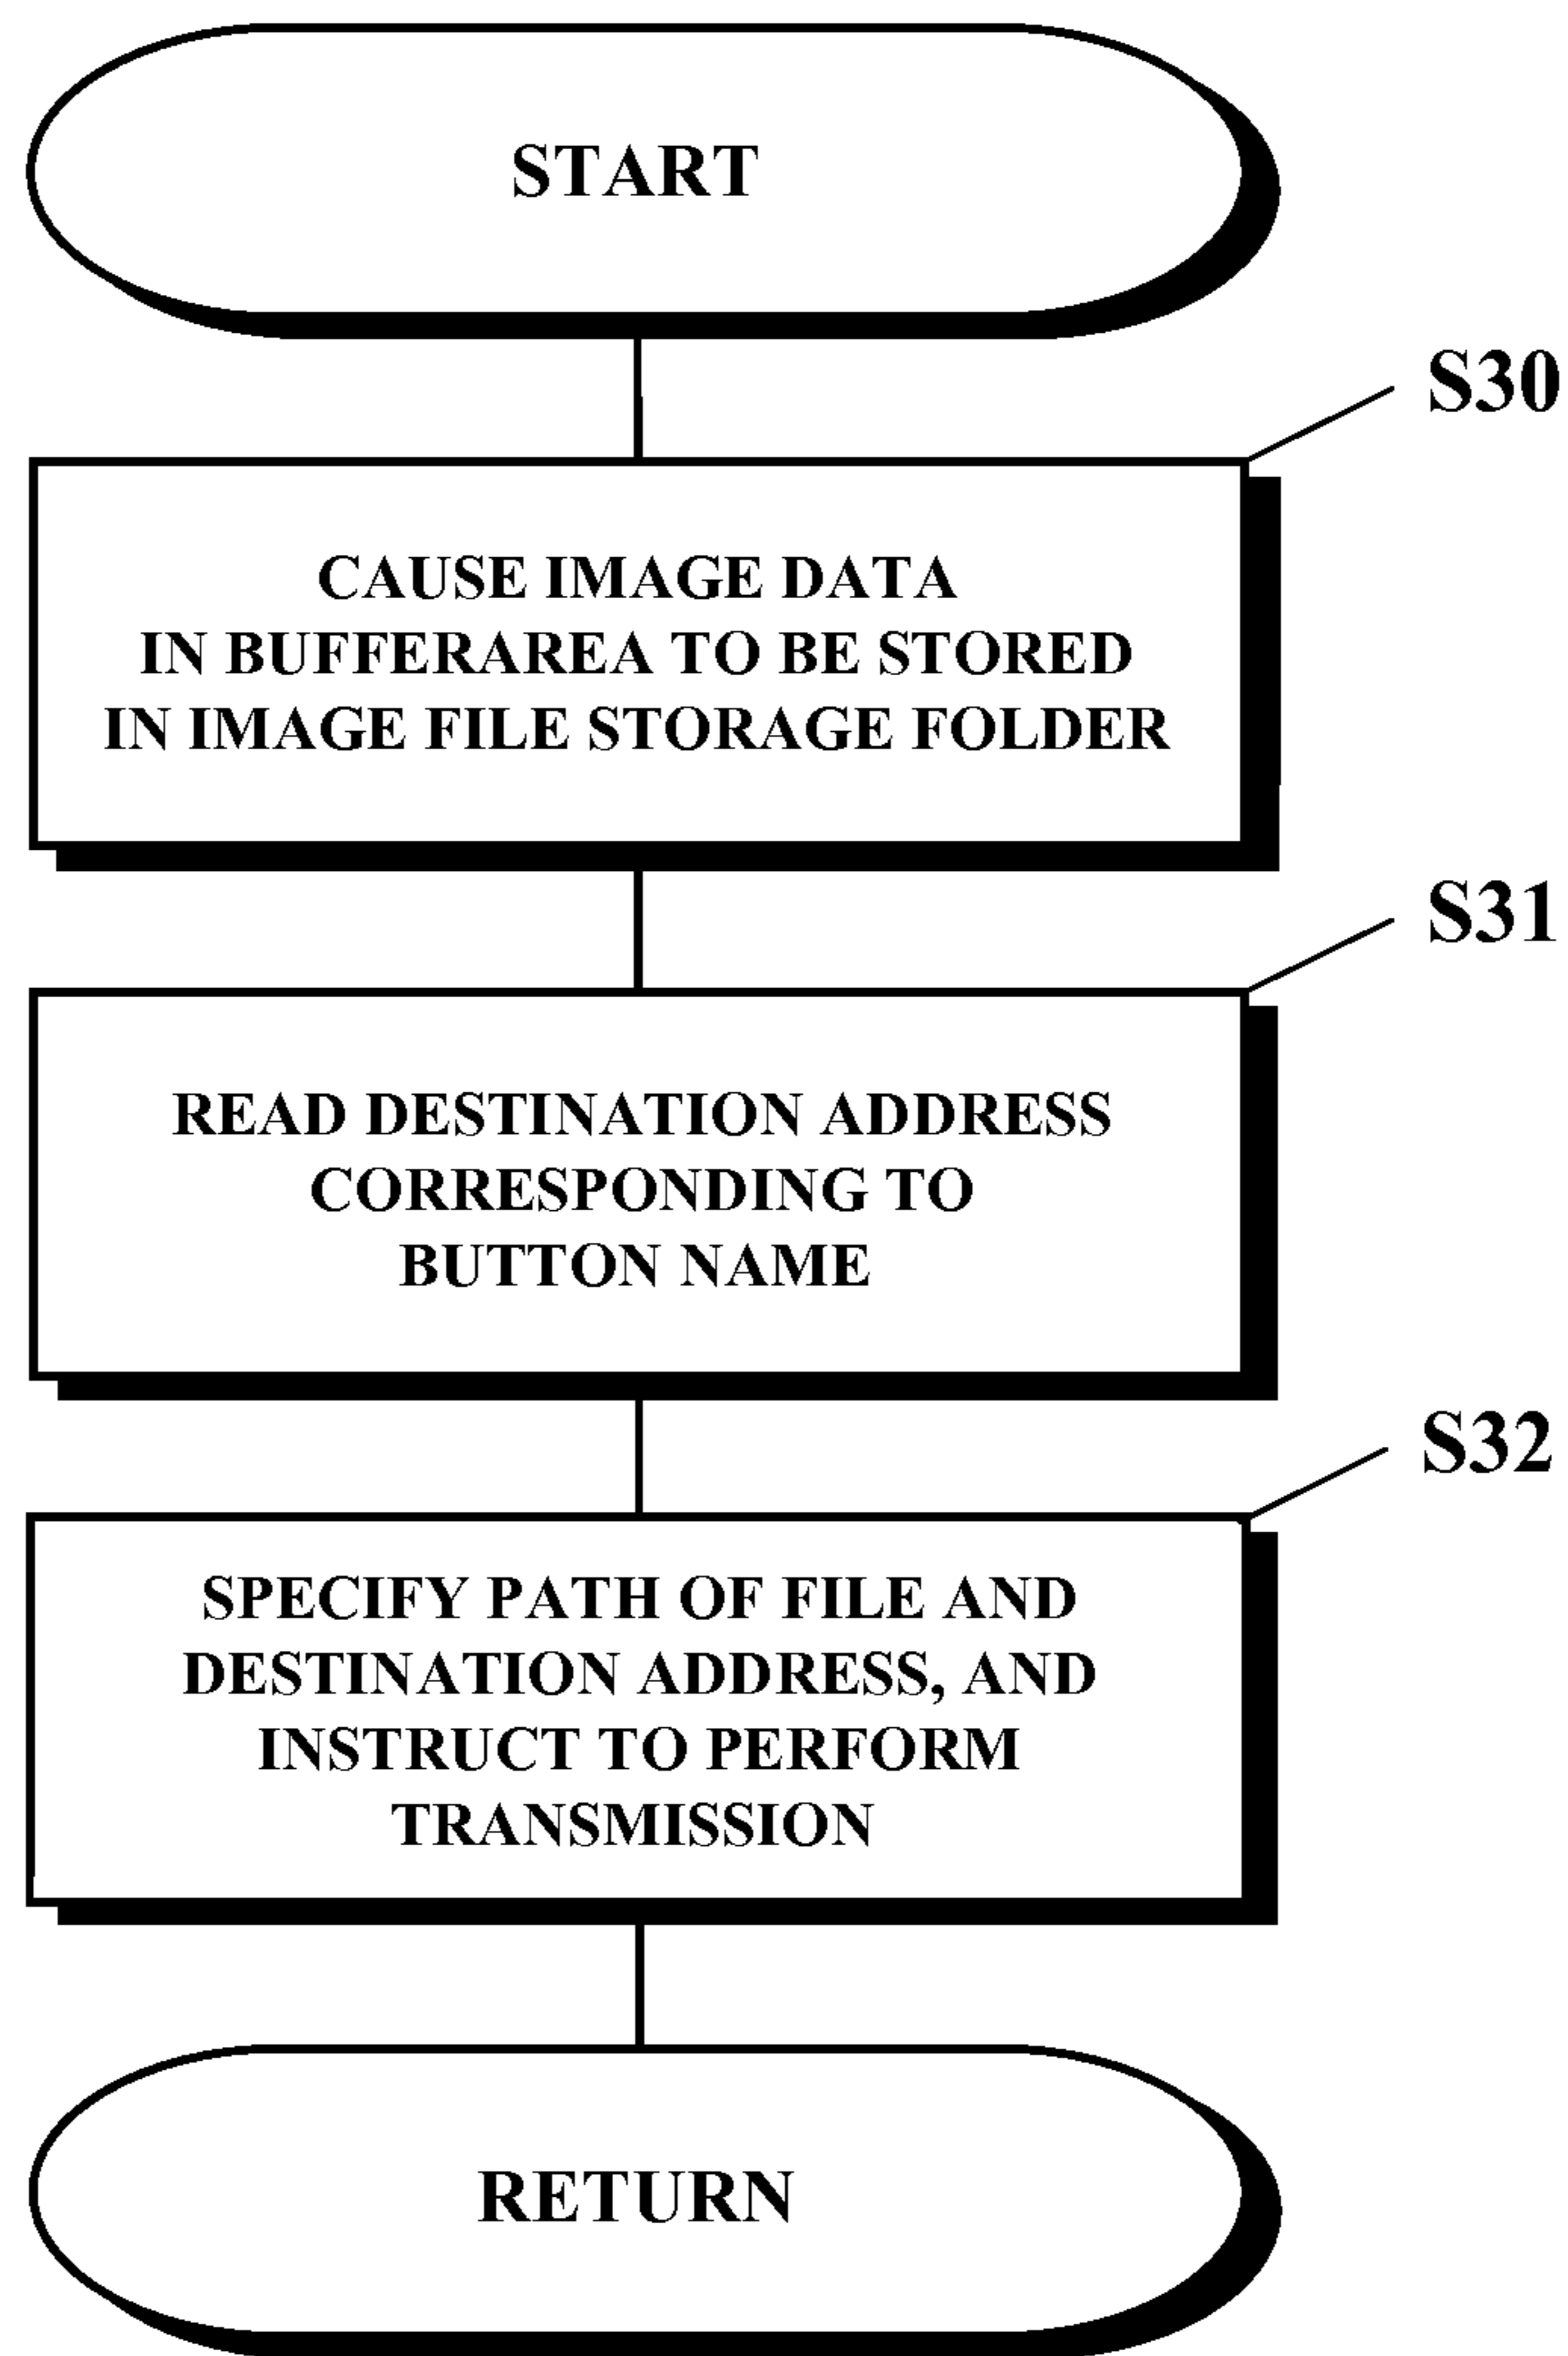 START
S30
CAUSE IMAGE DATA
IN BUFFERAREA TO BE STORED
IN IMAGE FILE STORAGE FOLDER
S31
READ DESTINATION ADDRESS
CORRESPONDING TO
BUTTON NAME
S32
SPECIFY PATH OF FILE AND
DESTINATION ADDRESS, AND
INSTRUCT TO PERFORM
TRANSMISSION
RETURN